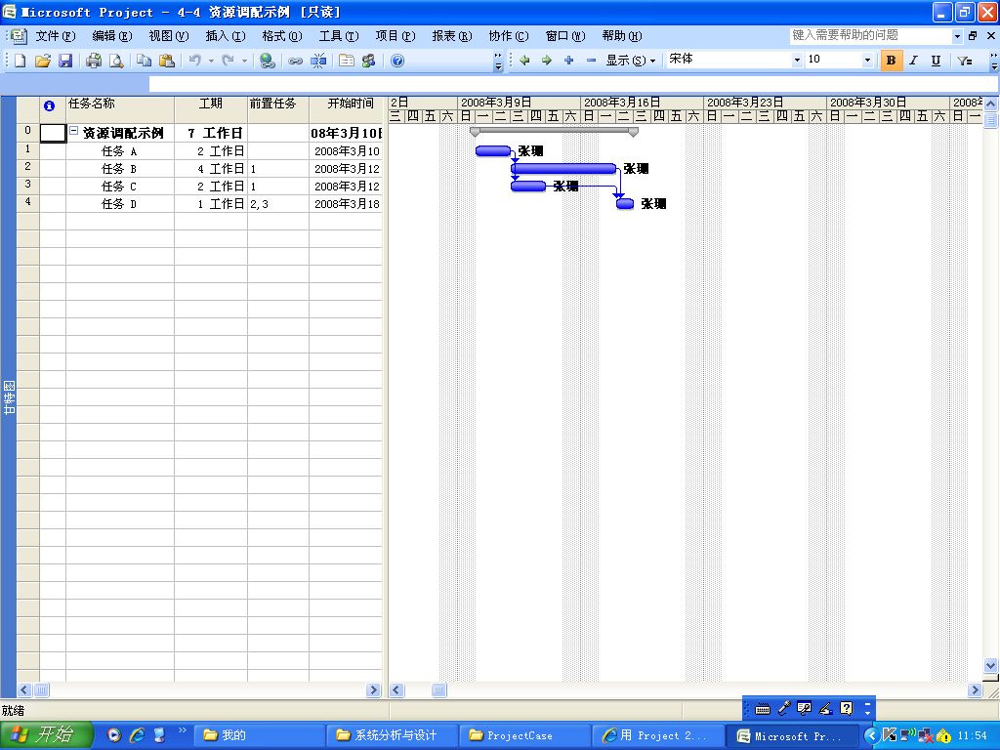 Microsoft Project - 4-4 资源调配示例 [只读]
文件(F) 编辑(E) 视图(V) 插入(I) 格式(O) 工具(T) 项目(P) 报表(R) 协作(C) 窗口(W) 帮助(H) 键入需要帮助的问题
显示(S) 宋体 10 B I U
任务名称 工期 前置任务 开始时间 2日 2008年3月9日 2008年3月16日 2008年3月23日 2008年3月30日 2008年
三 四 五 六 日 一 二 三 四 五 六 日 一 二 三 四 五 六 日 一 二 三 四 五 六 日 一 二 三 四 五 六 日 一
0 资源调配示例 7 工作日 08年3月10日
1 任务 A 2 工作日 2008年3月10 张珊
2 任务 B 4 工作日 1 2008年3月12 张珊
3 任务 C 2 工作日 1 2008年3月12 张珊
4 任务 D 1 工作日 2,3 2008年3月18 张珊
甘特图
就绪
开始 我的 系统分析与设计 ProjectCase 用 Project 2... Microsoft Pr... 11:54